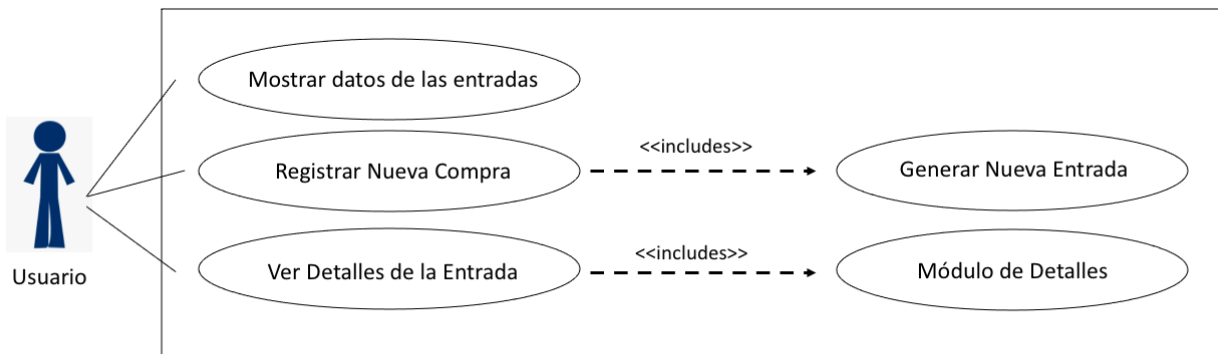 Mostrar datos de las entradas
Registrar Nueva Compra
<<includes>>
Generar Nueva Entrada
Usuario
Ver Detalles de la Entrada
<<includes>>
Módulo de Detalles